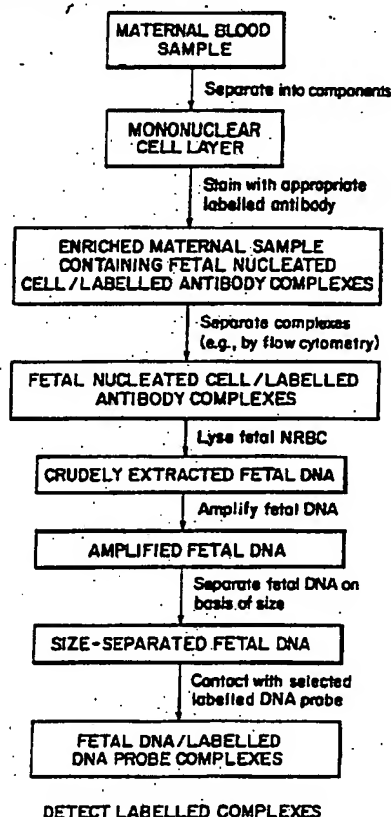 MATERNAL BLOOD
SAMPLE
Separate into components
MONONUCLEAR
CELL LAYER
Stain with appropriate
labelled antibody
ENRICHED MATERNAL SAMPLE
CONTAINING FETAL NUCLEATED
CELL/LABELLED ANTIBODY COMPLEXES
Separate complexes
(e.g., by flow cytometry)
FETAL NUCLEATED CELL/LABELLED
ANTIBODY COMPLEXES
Lyse fetal NRBC
CRUDELY EXTRACTED FETAL DNA
Amplify fetal DNA
AMPLIFIED FETAL DNA
Separate fetal DNA on
basis of size
SIZE-SEPARATED FETAL DNA
Contact with selected
labelled DNA probe
FETAL DNA/LABELLED
DNA PROBE COMPLEXES
DETECT LABELLED COMPLEXES